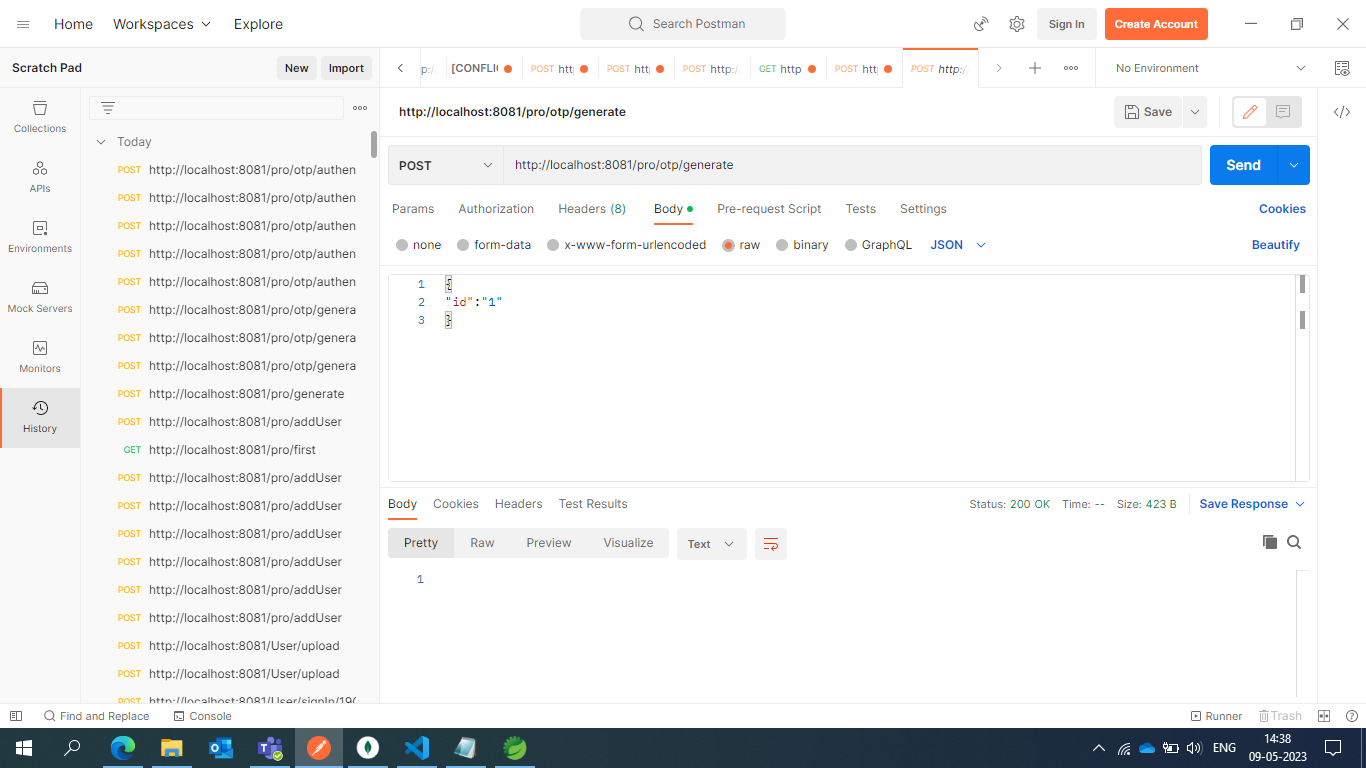 Home Workspaces Explore Search Postman Sign In Create Account
Scratch Pad New Import
[CONFLIC POST htt POST htt POST http:/ GET http POST htt POST http:/ No Environment
http://localhost:8081/pro/otp/generate Save
POST http://localhost:8081/pro/otp/generate Send
Params Authorization Headers (8) Body Pre-request Script Tests Settings Cookies
none form-data x-www-form-urlencoded raw binary GraphQL JSON Beautify
1 {
2 "id":"1"
3 }
Collections
APIs
Environments
Mock Servers
Monitors
History
Today
POST http://localhost:8081/pro/otp/authen
POST http://localhost:8081/pro/otp/authen
POST http://localhost:8081/pro/otp/authen
POST http://localhost:8081/pro/otp/authen
POST http://localhost:8081/pro/otp/authen
POST http://localhost:8081/pro/otp/genera
POST http://localhost:8081/pro/otp/genera
POST http://localhost:8081/pro/otp/genera
POST http://localhost:8081/pro/generate
POST http://localhost:8081/pro/addUser
GET http://localhost:8081/pro/first
POST http://localhost:8081/pro/addUser
POST http://localhost:8081/pro/addUser
POST http://localhost:8081/pro/addUser
POST http://localhost:8081/pro/addUser
POST http://localhost:8081/pro/addUser
POST http://localhost:8081/pro/addUser
POST http://localhost:8081/User/upload
POST http://localhost:8081/User/upload
POST http://localhost:8081/User/signIn/19(
Body Cookies Headers Test Results Status: 200 OK Time: -- Size: 423 B Save Response
Pretty Raw Preview Visualize Text
1
Find and Replace Console Runner Trash
ENG 14:38
09-05-2023